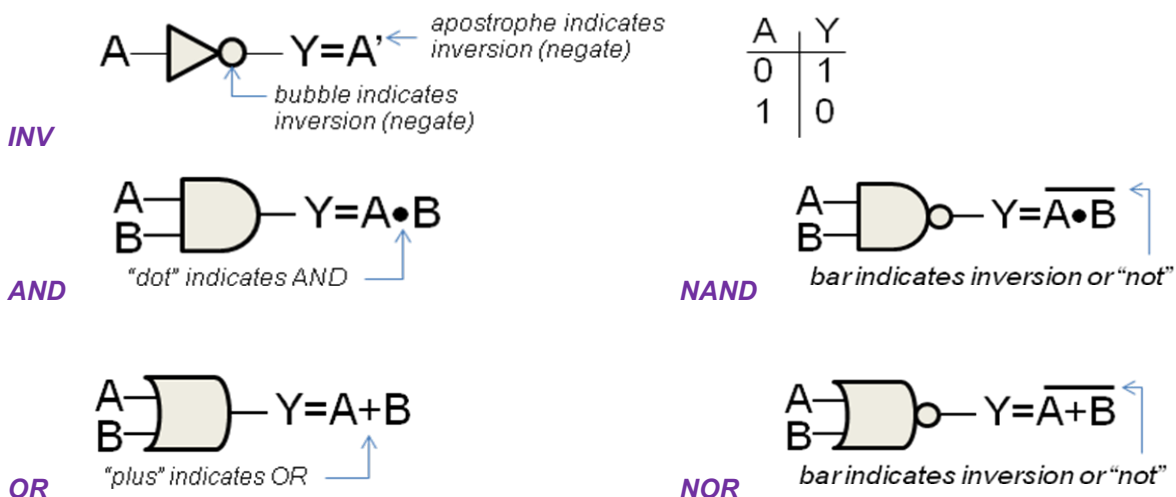 A Y=A’ apostrophe indicates
inversion (negate)
bubble indicates
inversion (negate)
INV
A Y
0 1
1 0
A
B
Y=A•B
“dot” indicates AND
AND
A
B
Y=A•B
bar indicates inversion or “not”
NAND
A
B
Y=A+B
“plus” indicates OR
OR
A
B
Y=A+B
bar indicates inversion or “not”
NOR